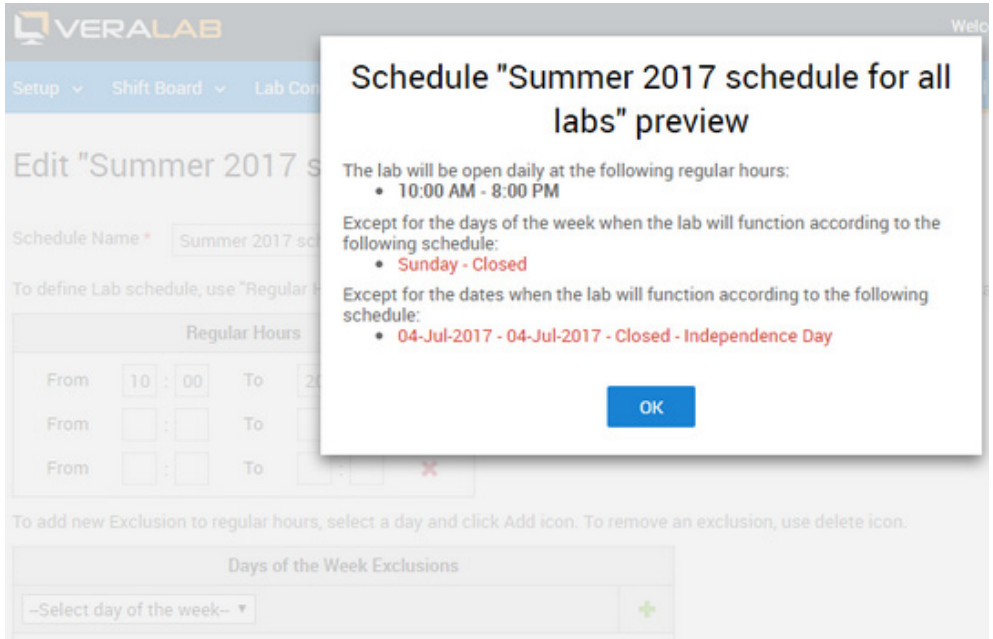 VERALAB
Welc
Setup Shift Board Lab Con
Schedule "Summer 2017 schedule for all
labs" preview
The lab will be open daily at the following regular hours:
• 10:00 AM - 8:00 PM
Except for the days of the week when the lab will function according to the
following schedule:
• Sunday - Closed
Except for the dates when the lab will function according to the following
schedule:
• 04-Jul-2017 - 04-Jul-2017 - Closed - Independence Day
OK
Edit "Summer 2017 s
Schedule Name * Summer 2017 sch
To define Lab schedule, use "Regular H
Regular Hours
From 10 : 00 To 20
From : To
From : To :
To add new Exclusion to regular hours, select a day and click Add icon. To remove an exclusion, use delete icon.
Days of the Week Exclusions
--Select day of the week--